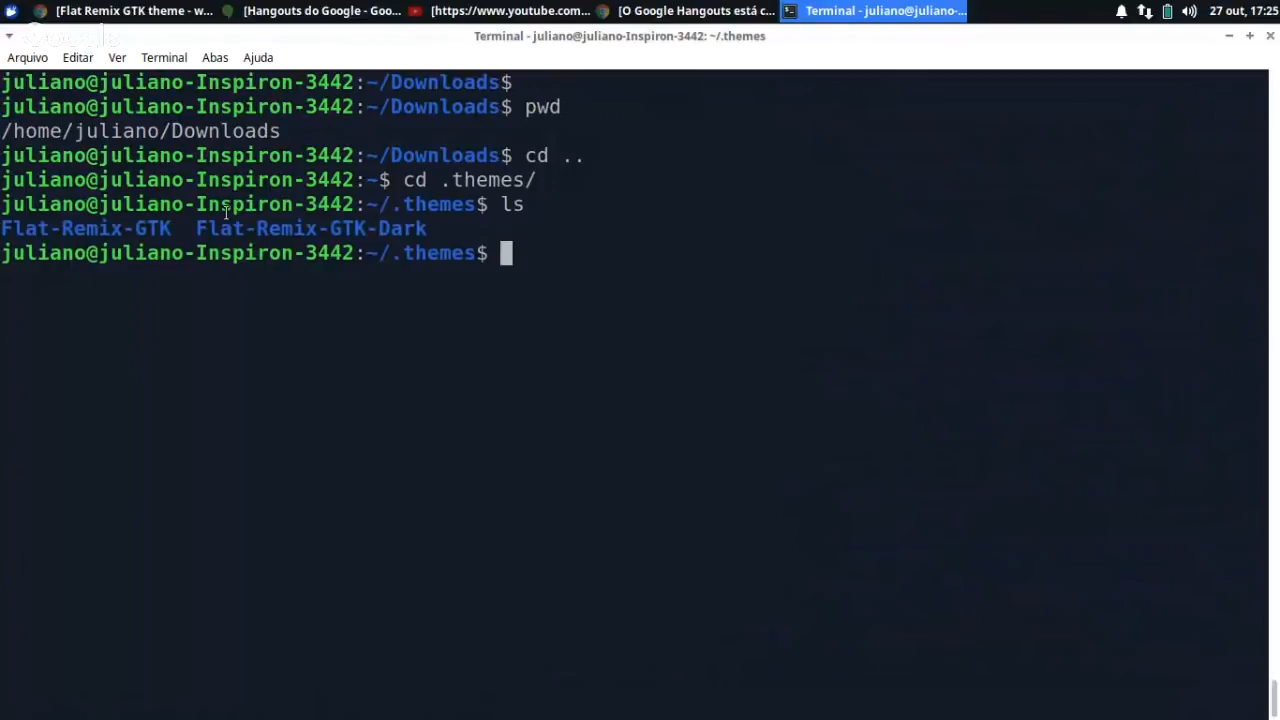 [Flat Remix GTK theme - w... [Hangouts do Google - Goo... [https://www.youtube.com... [O Google Hangouts está c... Terminal - juliano@juliano-... 27 out, 17:25
Google
Terminal - juliano@juliano-Inspiron-3442: ~/.themes
Arquivo Editar Ver Terminal Abas Ajuda
juliano@juliano-Inspiron-3442:~/Downloads$
juliano@juliano-Inspiron-3442:~/Downloads$ pwd
/home/juliano/Downloads
juliano@juliano-Inspiron-3442:~/Downloads$ cd ..
juliano@juliano-Inspiron-3442:~$ cd .themes/
juliano@juliano-Inspiron-3442:~/.themes$ ls
Flat-Remix-GTK Flat-Remix-GTK-Dark
juliano@juliano-Inspiron-3442:~/.themes$